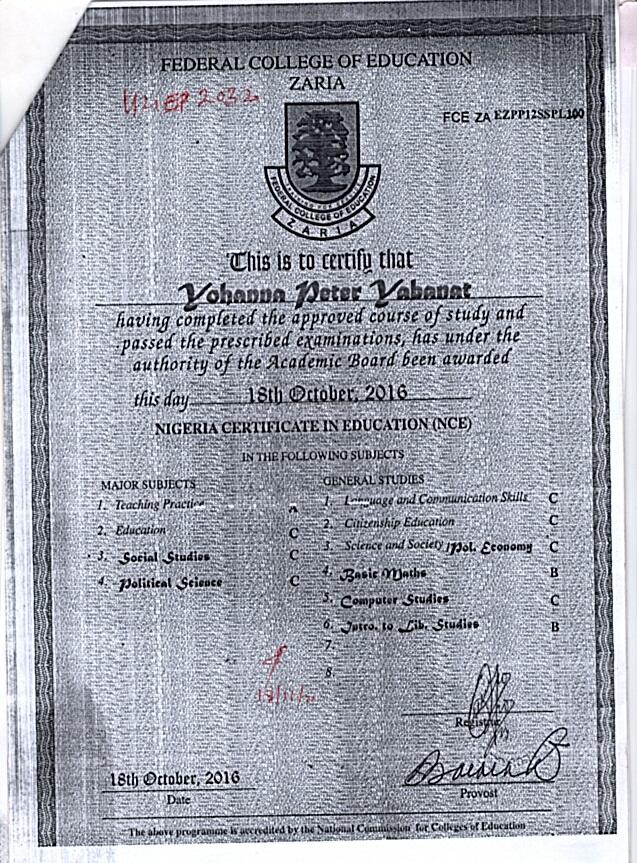 FEDERAL COLLEGE OF EDUCATION
ZARIA
FCE ZA EZPP12SSPL100
FEDERAL COLLEGE OF EDUCATION
ZARIA
This is to certify that
Yohanna Peter Yabanat
having completed the approved course of study and
passed the prescribed examinations, has under the
authority of the Academic Board been awarded
this day 18th October, 2016
NIGERIA CERTIFICATE IN EDUCATION (NCE)
IN THE FOLLOWING SUBJECTS
MAJOR SUBJECTS
1. Teaching Practice A
2. Education C
3. Social Studies C
4. Political Science C
GENERAL STUDIES
1. Language and Communication Skills C
2. Citizenship Education C
3. Science and Society /Pol. Economy C
4. Basic Maths B
5. Computer Studies C
6. Intro. to Lib. Studies B
7.
8
Registrar
18th October, 2016
Date
Provost
The above programme is accredited by the National Commission for Colleges of Education